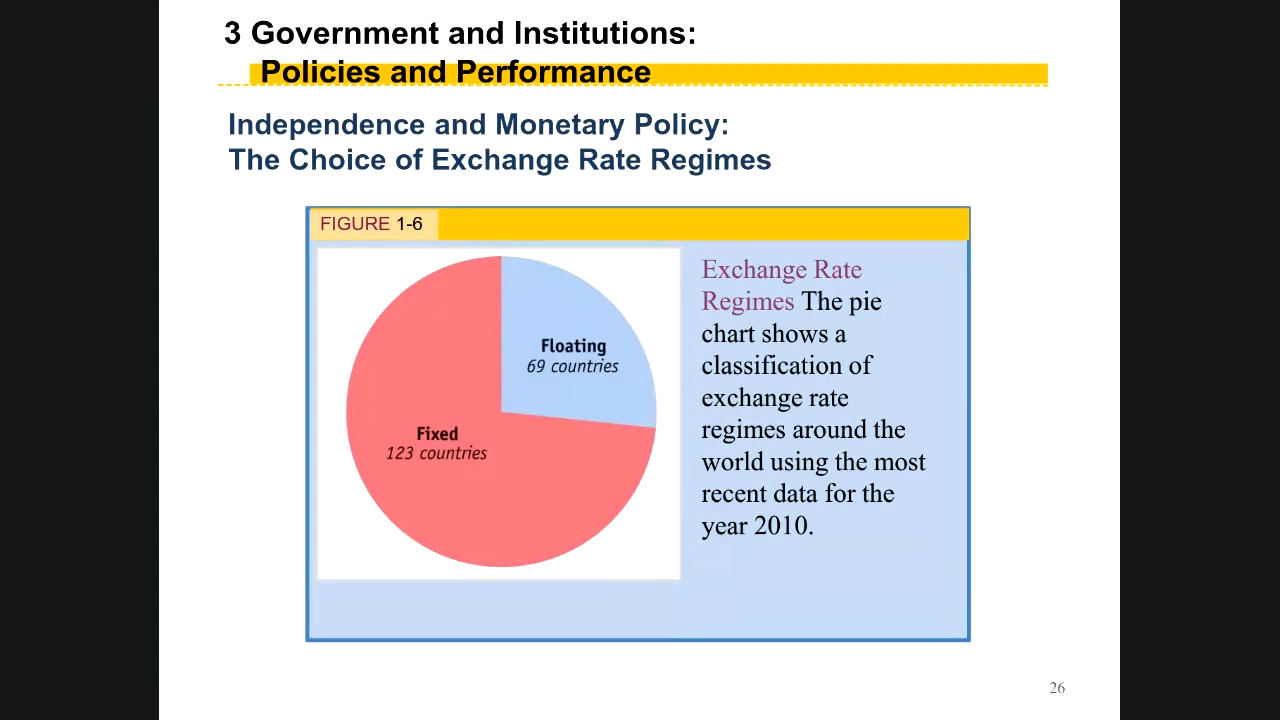 3 Government and Institutions:
Policies and Performance
Independence and Monetary Policy:
The Choice of Exchange Rate Regimes
FIGURE 1-6
Floating
69 countries
Fixed
123 countries
Exchange Rate
Regimes The pie
chart shows a
classification of
exchange rate
regimes around the
world using the most
recent data for the
year 2010.
26